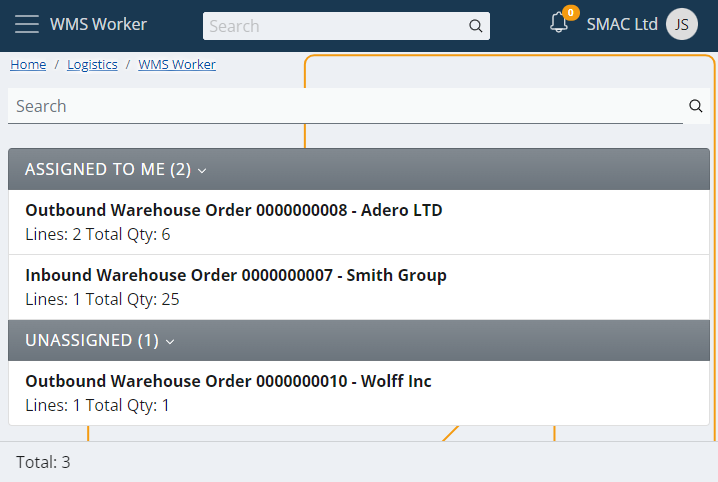 WMS Worker
Search
0
SMAC Ltd
JS
Home / Logistics / WMS Worker
Search
ASSIGNED TO ME (2)
Outbound Warehouse Order 0000000008 - Adero LTD
Lines: 2 Total Qty: 6
Inbound Warehouse Order 0000000007 - Smith Group
Lines: 1 Total Qty: 25
UNASSIGNED (1)
Outbound Warehouse Order 0000000010 - Wolff Inc
Lines: 1 Total Qty: 1
Total: 3